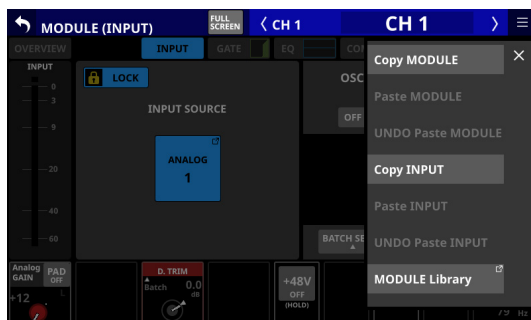 MODULE (INPUT)
FULL
SCREEN
CH 1
CH 1
OVERVIEW
INPUT
GATE
EQ
INPUT
0
3
9
20
40
60
LOCK
INPUT SOURCE
ANALOG
1
OSC
OFF
BATCH SE
Analog
GAIN
PAD
OFF
+12
L
D. TRIM
Batch
0.0
dB
+48V
OFF
(HOLD)
Copy MODULE
Paste MODULE
UNDO Paste MODULE
Copy INPUT
Paste INPUT
UNDO Paste INPUT
MODULE Library
79 Hz